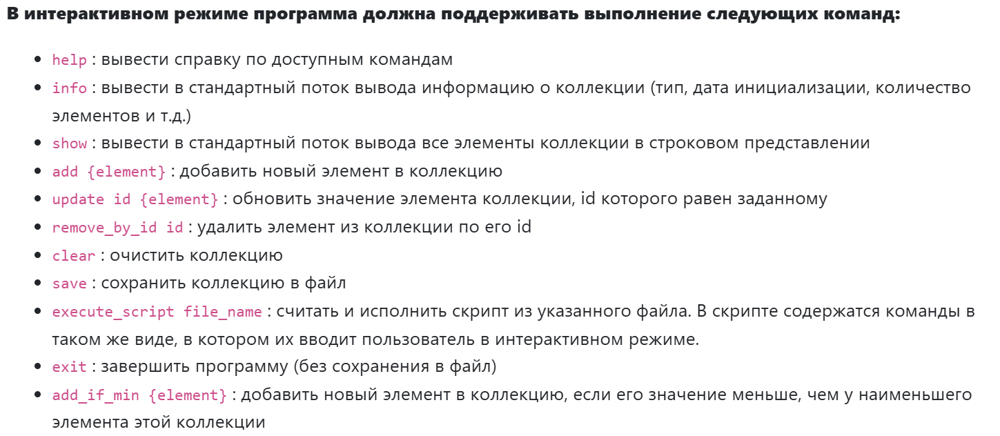 В интерактивном режиме программа должна поддерживать выполнение следующих команд:
help : вывести справку по доступным командам
info : вывести в стандартный поток вывода информацию о коллекции (тип, дата инициализации, количество
элементов и т.д.)
show : вывести в стандартный поток вывода все элементы коллекции в строковом представлении
add {element} : добавить новый элемент в коллекцию
update id {element} : обновить значение элемента коллекции, id которого равен заданному
remove_by_id id : удалить элемент из коллекции по его id
clear : очистить коллекцию
save : сохранить коллекцию в файл
execute_script file_name : считать и исполнить скрипт из указанного файла. В скрипте содержатся команды в
таком же виде, в котором их вводит пользователь в интерактивном режиме.
exit : завершить программу (без сохранения в файл)
add_if_min {element} : добавить новый элемент в коллекцию, если его значение меньше, чем у наименьшего
элемента этой коллекции